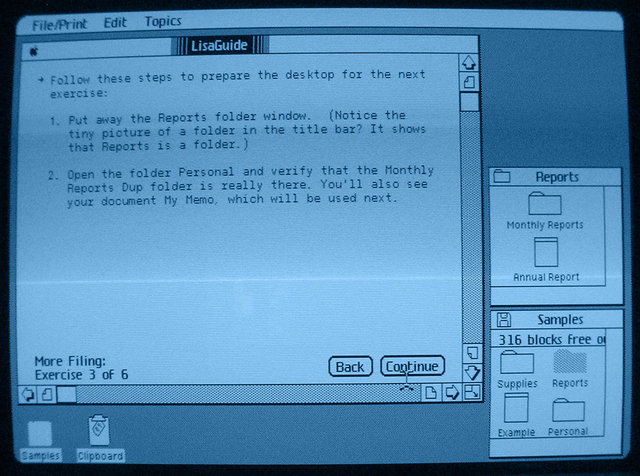 File/Print Edit Topics
LisaGuide
→ Follow these steps to prepare the desktop for the next
exercise:
1. Put away the Reports folder window. (Notice the
tiny picture of a folder in the title bar? It shows
that Reports is a folder.)
2. Open the folder Personal and verify that the Monthly
Reports Dup folder is really there. You'll also see
your document My Memo, which will be used next.
More Filing:
Exercise 3 of 6
Back Continue
Reports
Monthly Reports
Annual Report
Samples
316 blocks free o
Supplies Reports
Example Personal
Samples Clipboard